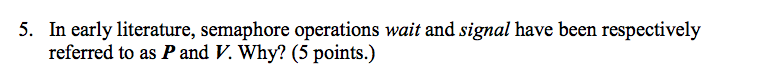 5. In early literature, semaphore operations wait and signal have been respectively
referred to as P and V. Why? (5 points.)